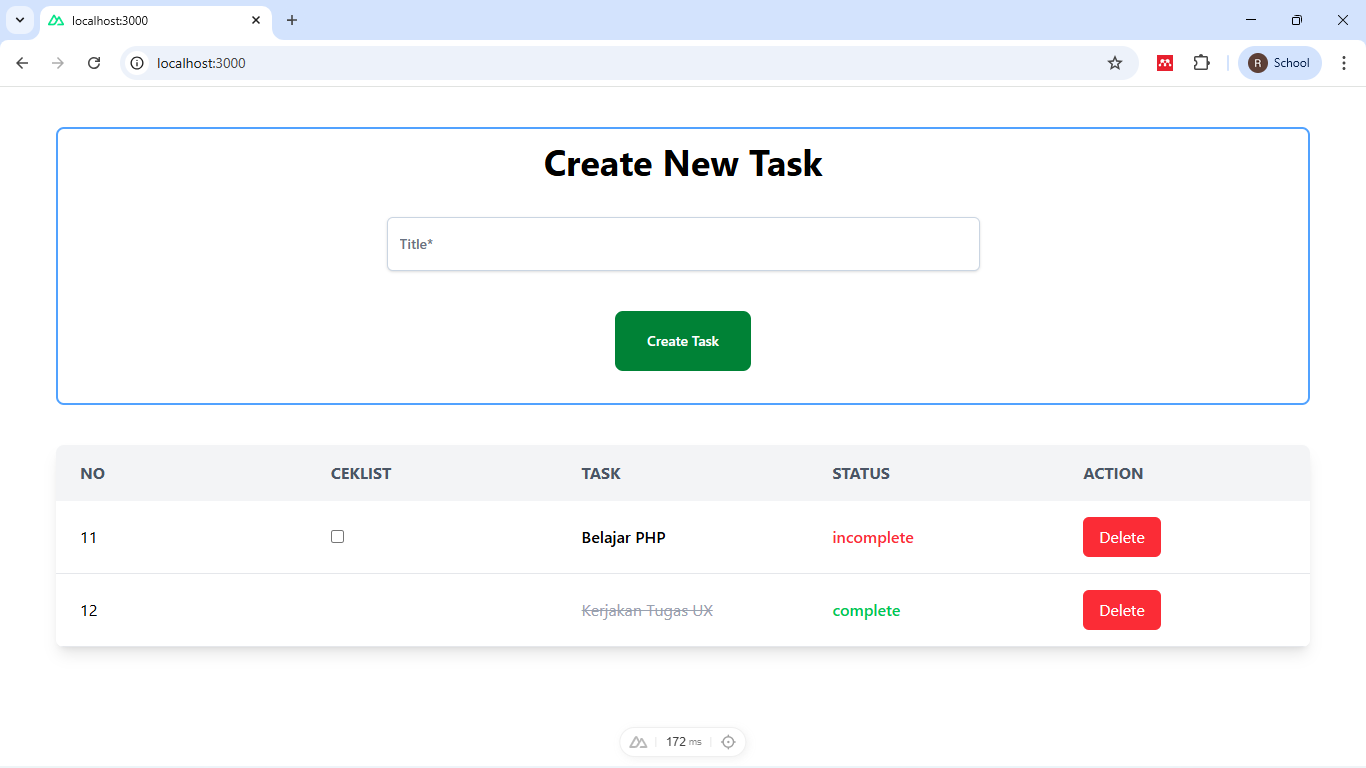 localhost:3000
localhost:3000
R School
Create New Task
Title*
Create Task
NO CEKLIST TASK STATUS ACTION
11 Belajar PHP incomplete Delete
12 Kerjakan Tugas UX complete Delete
172 ms